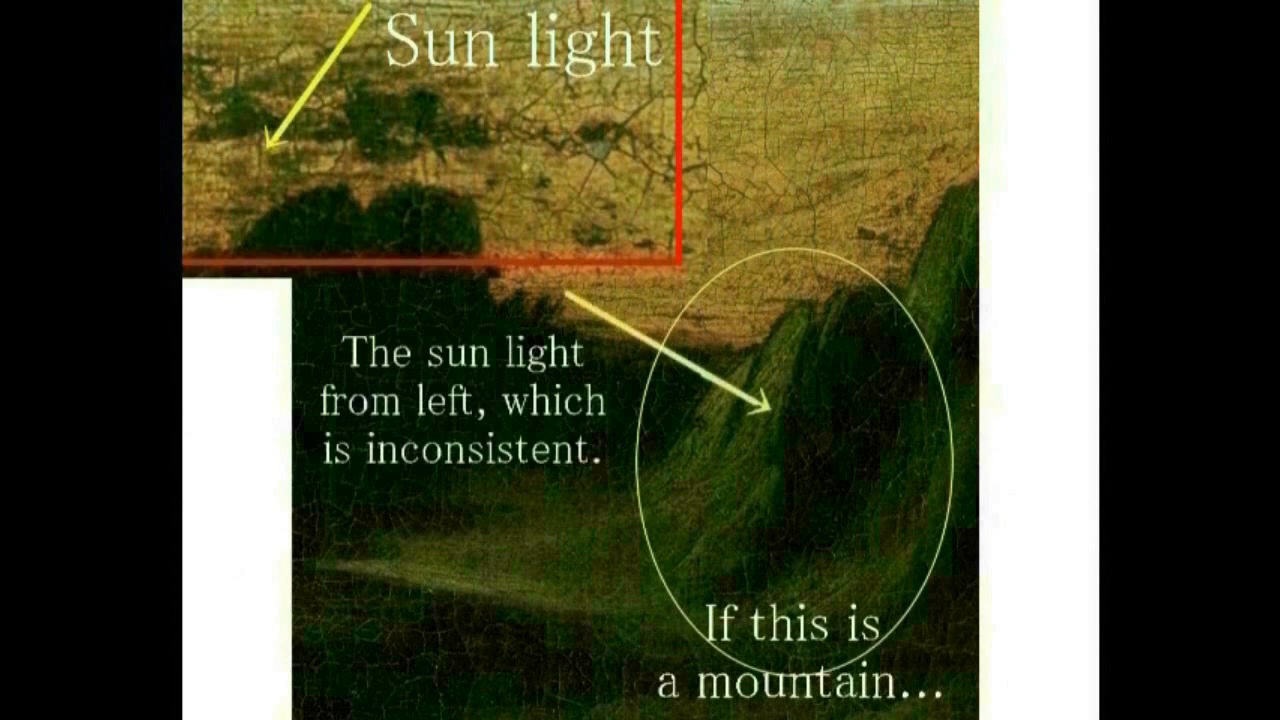 Sun light
The sun light
from left, which
is inconsistent.
If this is
a mountain...